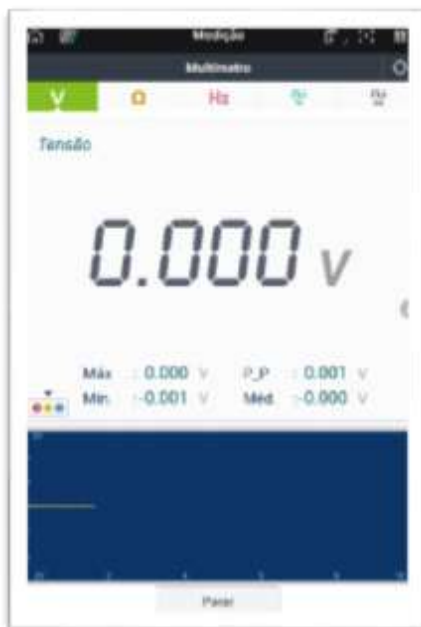 Medição
Multímetro
V Ω Hz
Tensão
0.000 V
Máx : 0.000 V P_P : 0.001 V
Mín :-0.001 V Méd :-0.000 V
Parar